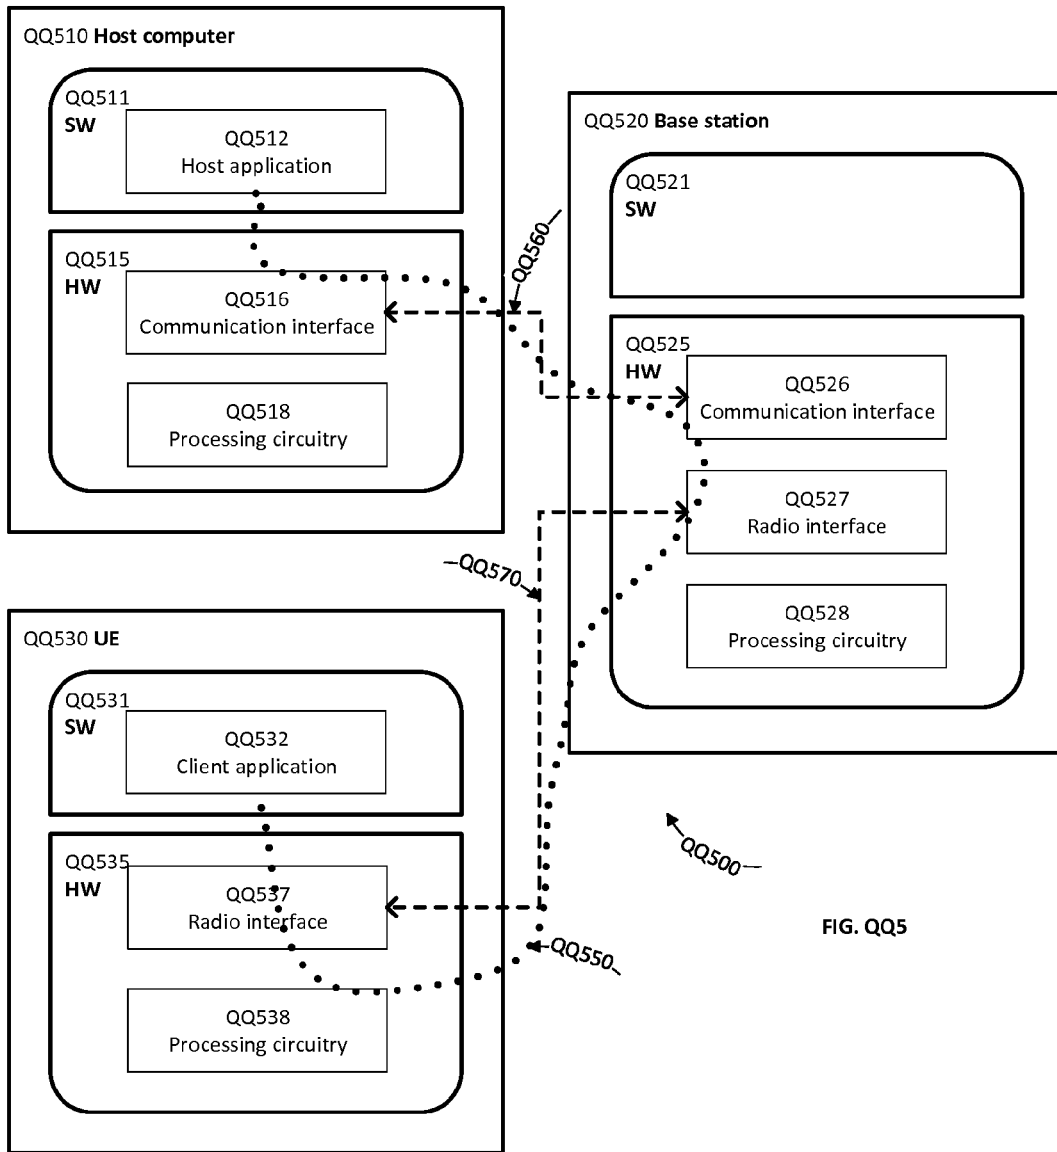 QQ510 Host computer
QQ511
SW
QQ512
Host application
QQ515
HW
QQ516
Communication interface
QQ518
Processing circuitry
QQ560
QQ520 Base station
QQ521
SW
QQ525
HW
QQ526
Communication interface
QQ527
Radio interface
QQ528
Processing circuitry
QQ570
QQ530 UE
QQ531
SW
QQ532
Client application
QQ535
HW
QQ537
Radio interface
QQ538
Processing circuitry
QQ550
QQ500
FIG. QQ5